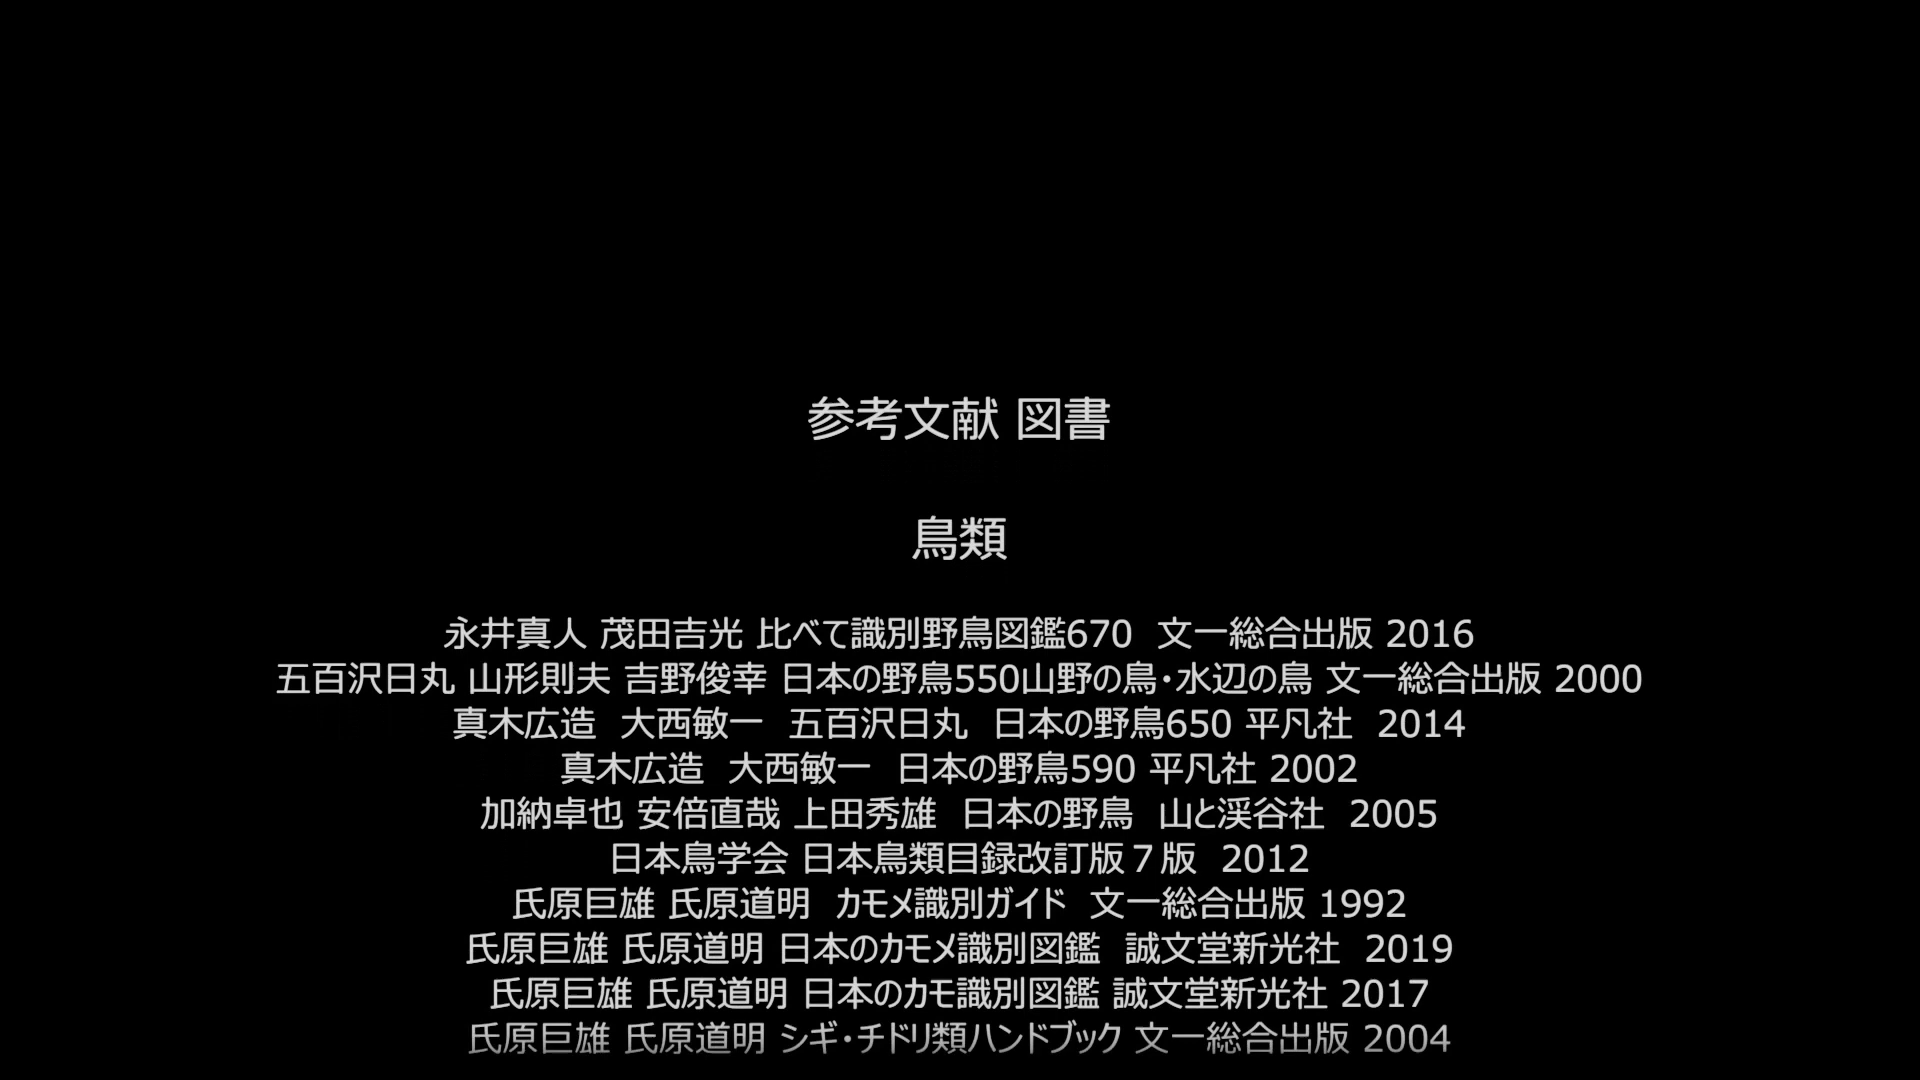 参考文献 図書
鳥類
永井真人 茂田吉光 比べて識別野鳥図鑑670 文一総合出版 2016
五百沢日丸 山形則夫 吉野俊幸 日本の野鳥550山野の鳥・水辺の鳥 文一総合出版 2000
真木広造 大西敏一 五百沢日丸 日本の野鳥650 平凡社 2014
真木広造 大西敏一 日本の野鳥590 平凡社 2002
加納卓也 安倍直哉 上田秀雄 日本の野鳥 山と渓谷社 2005
日本鳥学会 日本鳥類目録改訂版７版 2012
氏原巨雄 氏原道明 カモメ識別ガイド 文一総合出版 1992
氏原巨雄 氏原道明 日本のカモメ識別図鑑 誠文堂新光社 2019
氏原巨雄 氏原道明 日本のカモ識別図鑑 誠文堂新光社 2017
氏原巨雄 氏原道明 シギ・チドリ類ハンドブック 文一総合出版 2004